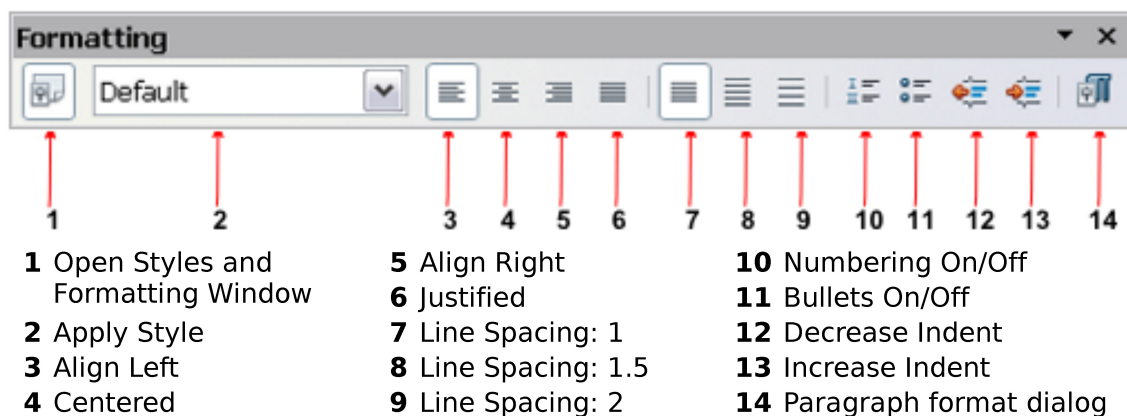 Formatting
Default
1 2 3 4 5 6 7 8 9 10 11 12 13 14
1 Open Styles and
Formatting Window
2 Apply Style
3 Align Left
4 Centered
5 Align Right
6 Justified
7 Line Spacing: 1
8 Line Spacing: 1.5
9 Line Spacing: 2
10 Numbering On/Off
11 Bullets On/Off
12 Decrease Indent
13 Increase Indent
14 Paragraph format dialog